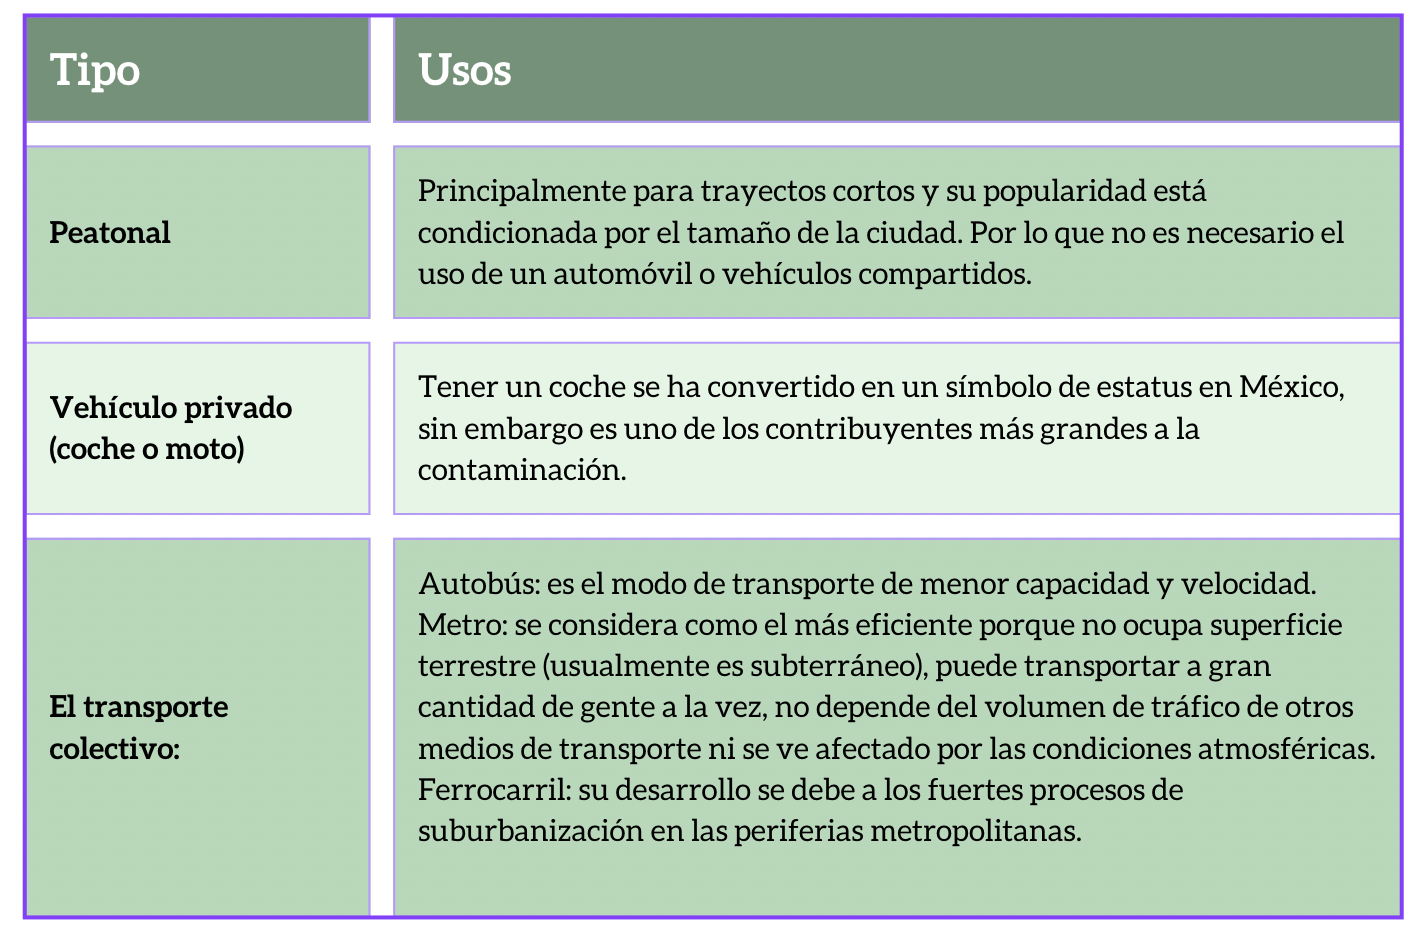 Tipo
Usos
Peatonal
Principalmente para trayectos cortos y su popularidad está
condicionada por el tamaño de la ciudad. Por lo que no es necesario el
uso de un automóvil o vehículos compartidos.
Vehículo privado
(coche o moto)
Tener un coche se ha convertido en un símbolo de estatus en México,
sin embargo es uno de los contribuyentes más grandes a la
contaminación.
El transporte
colectivo:
Autobús: es el modo de transporte de menor capacidad y velocidad.
Metro: se considera como el más eficiente porque no ocupa superficie
terrestre (usualmente es subterráneo), puede transportar a gran
cantidad de gente a la vez, no depende del volumen de tráfico de otros
medios de transporte ni se ve afectado por las condiciones atmosféricas.
Ferrocarril: su desarrollo se debe a los fuertes procesos de
suburbanización en las periferias metropolitanas.